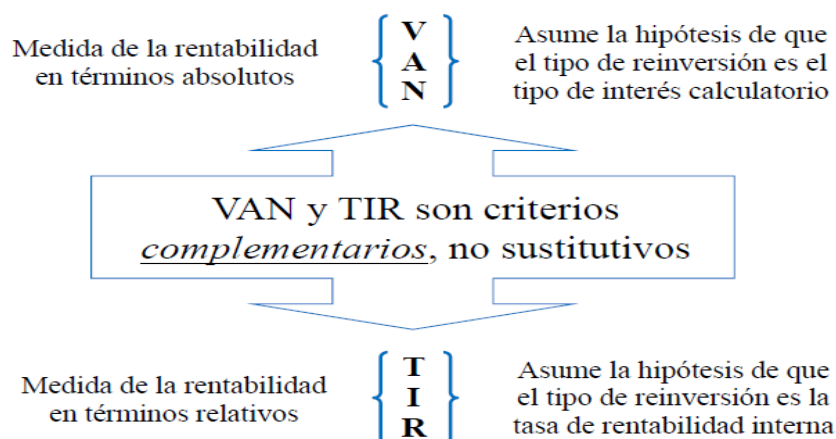 Medida de la rentabilidad
en términos absolutos
V
A
N
Asume la hipótesis de que
el tipo de reinversión es el
tipo de interés calculatorio
VAN y TIR son criterios
complementarios, no sustitutivos
Medida de la rentabilidad
en términos relativos
T
I
R
Asume la hipótesis de que
el tipo de reinversión es la
tasa de rentabilidad interna